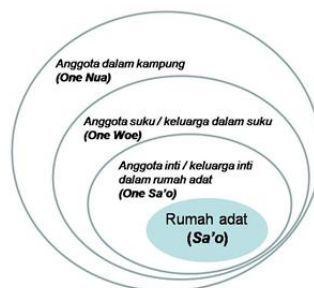 Anggota dalam kampung
(One Nua)
Anggota suku / keluarga dalam suku
(One Woe)
Anggota inti / keluarga inti
dalam rumah adat
(One Sa'o)
Rumah adat
(Sa'o)